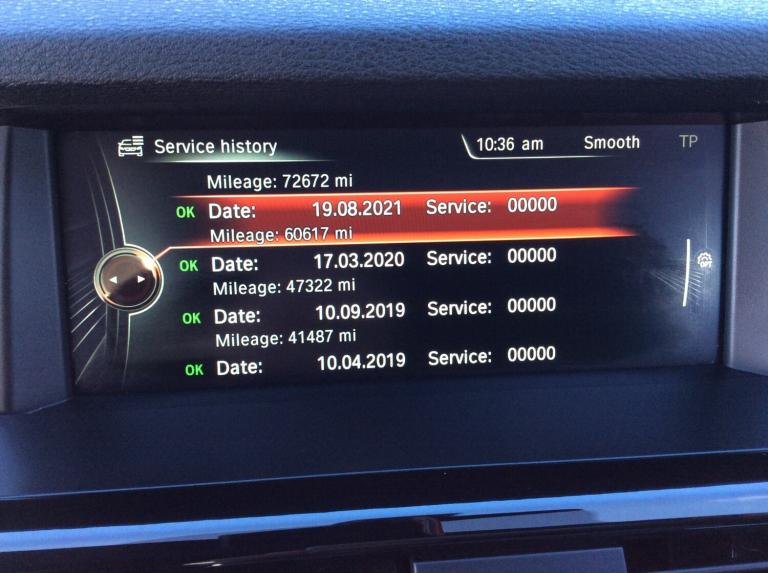 Service history 10:36 am Smooth TP
Mileage: 72672 mi
OK Date: 19.08.2021 Service: 00000
Mileage: 60617 mi
OK Date: 17.03.2020 Service: 00000
Mileage: 47322 mi
OPT
OK Date: 10.09.2019 Service: 00000
Mileage: 41487 mi
OK Date: 10.04.2019 Service: 00000